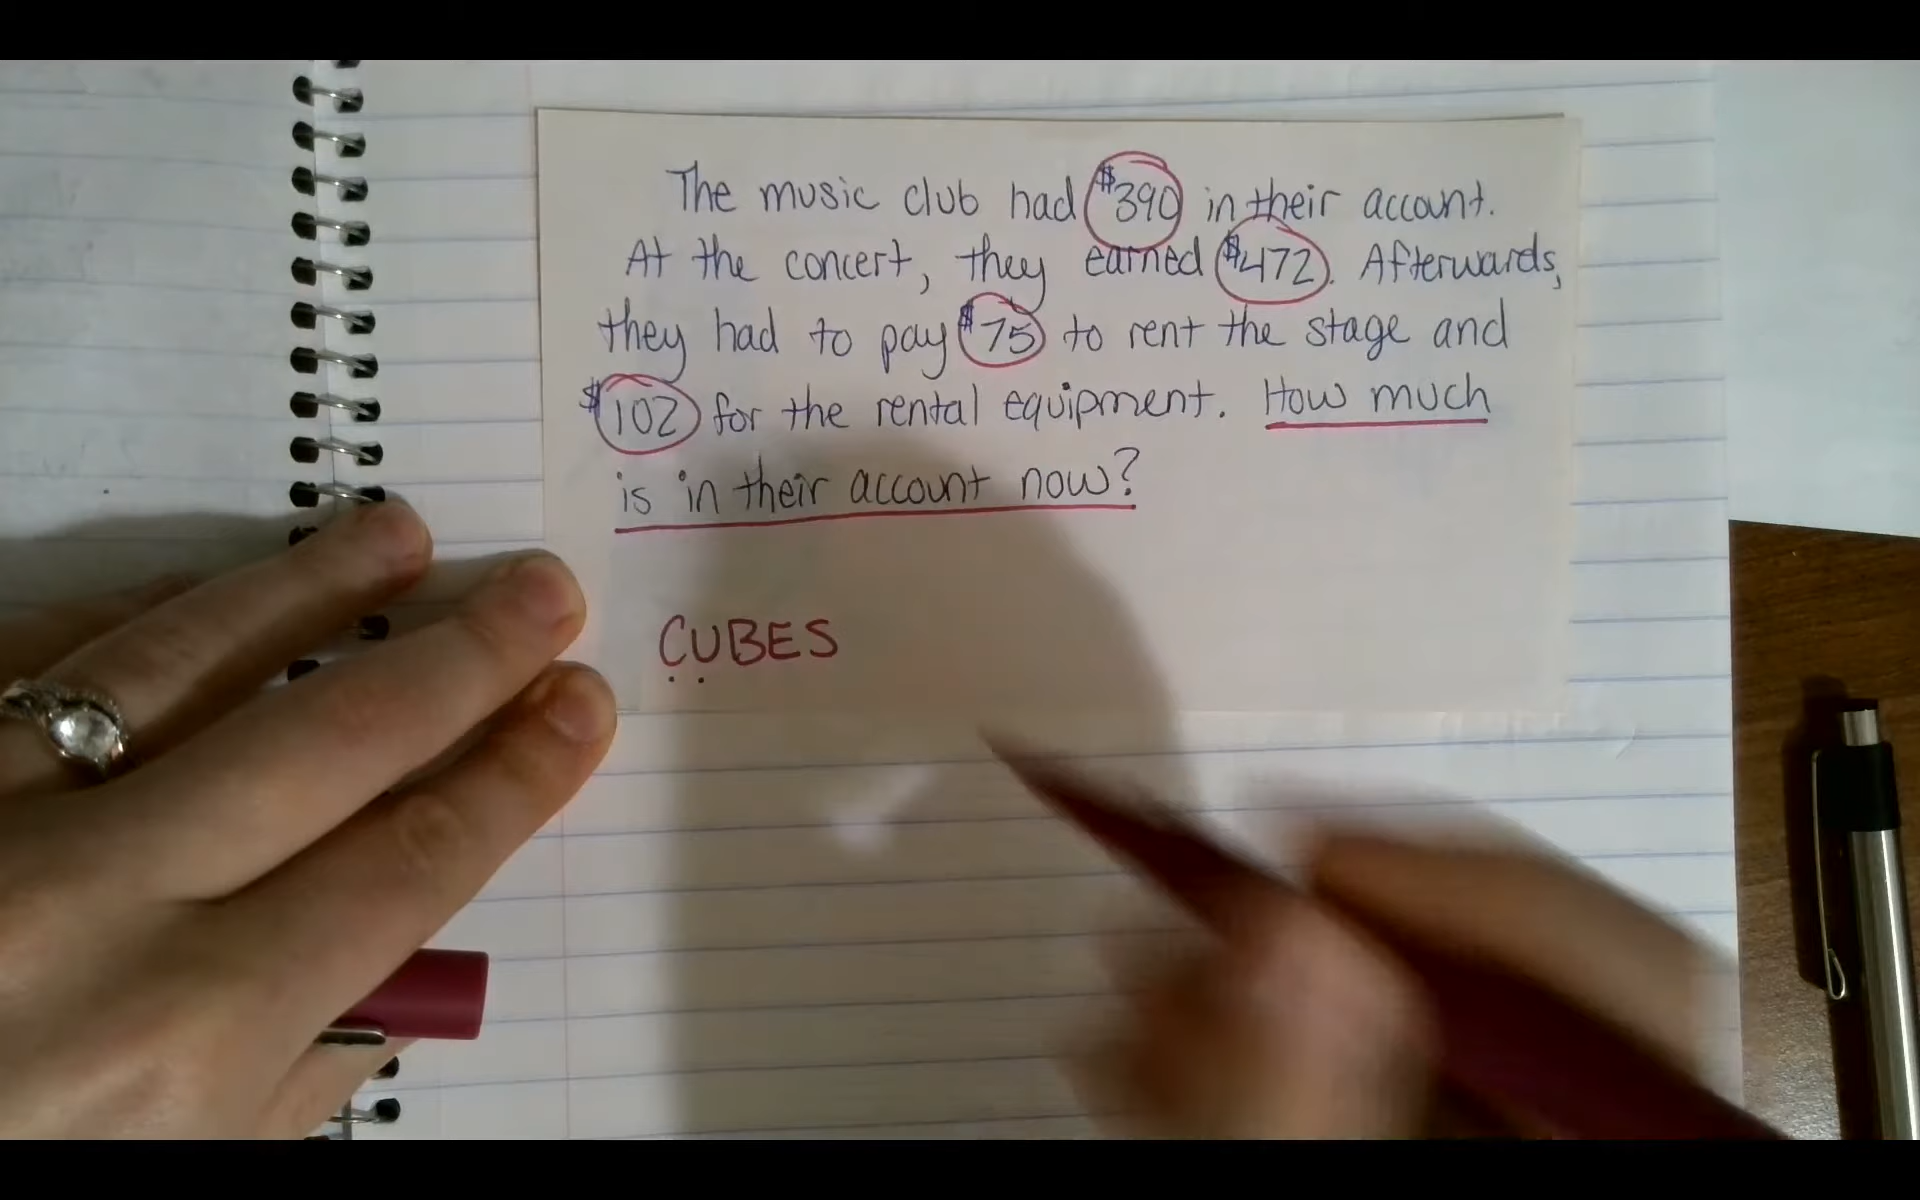 The music club had $390 in their account.
At the concert, they earned $472. Afterwards,
they had to pay $75 to rent the stage and
$102 for the rental equipment. How much
is in their account now?
CUBES